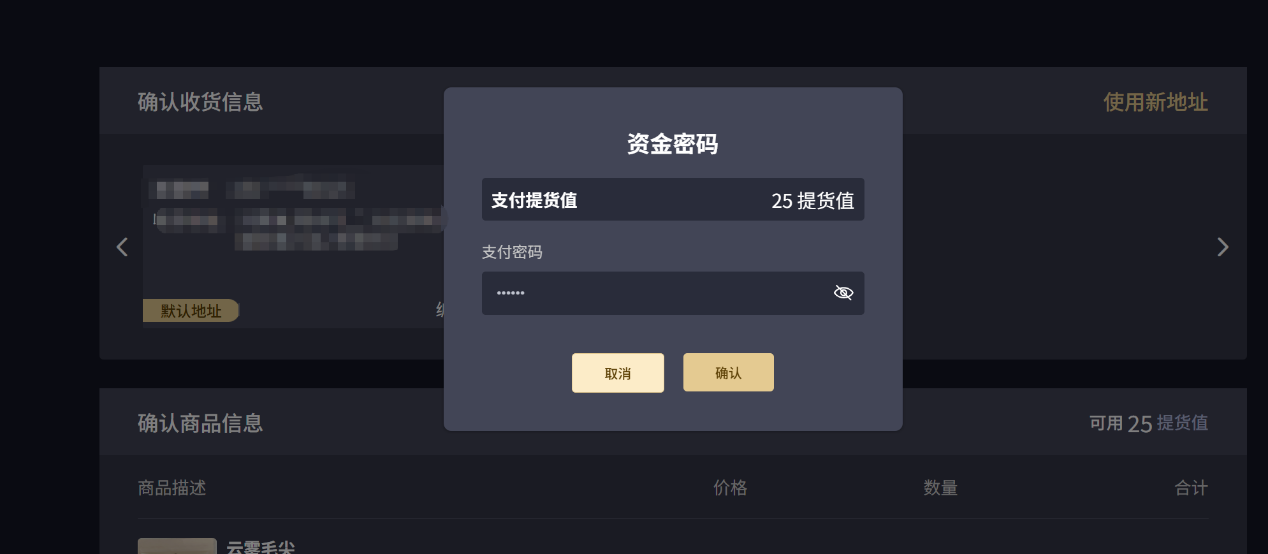 确认收货信息
使用新地址
资金密码
支付提货值 25 提货值
支付密码
••••••
默认地址
取消 确认
确认商品信息
可用 25 提货值
商品描述 价格 数量 合计
云雾毛尖